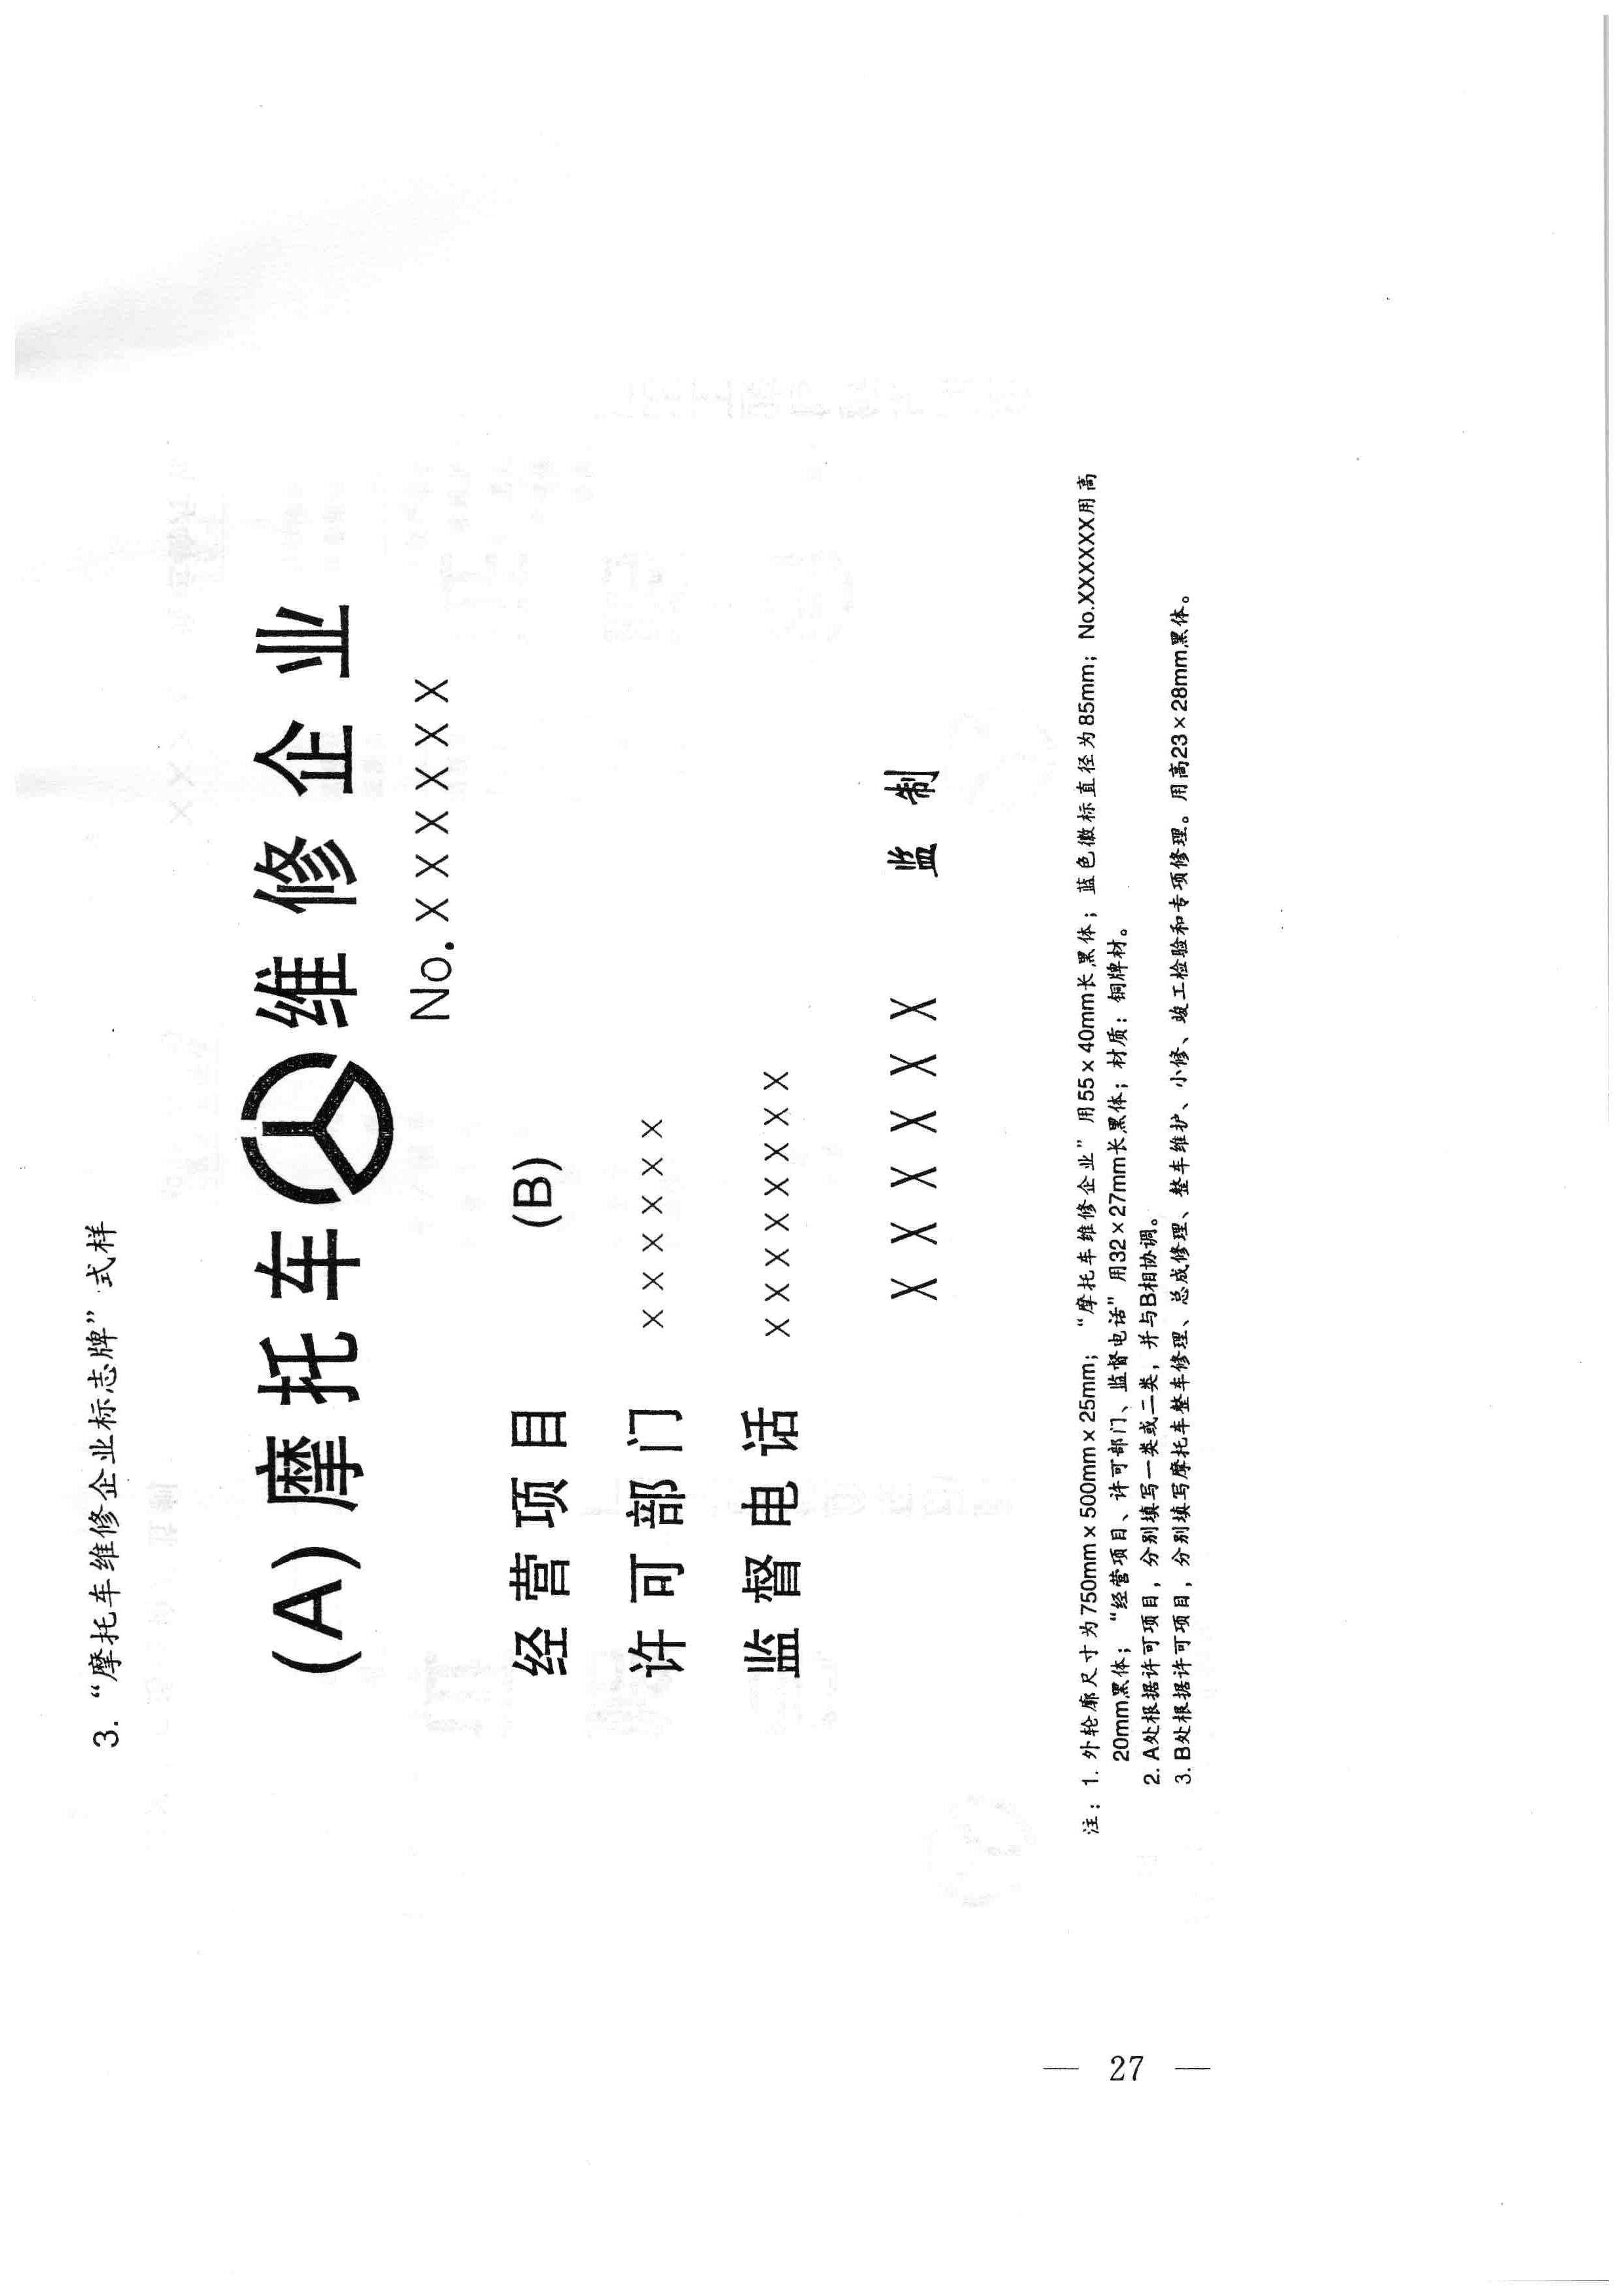 3. “摩托车维修企业标志牌”式样
(A)摩托车维修企业
No.××××××
经营项目 (B)
许可部门 ××××××
监督电话 ××××××××
×××××× 监制
注：1. 外轮廓尺寸为750mm×500mm×25mm；“摩托车维修企业”用55×40mm长黑体；蓝色徽标直径为85mm；No.XXXXXX用高
20mm黑体；“经营项目、许可部门、监督电话”用32×27mm长黑体；材质：铜牌材。
2. A处根据许可项目，分别填写一类或二类，并与B相协调。
3. B处根据许可项目，分别填写摩托车整车修理、总成修理、整车维护、小修、竣工检验和专项修理。用高23×28mm黑体。
— 27 —